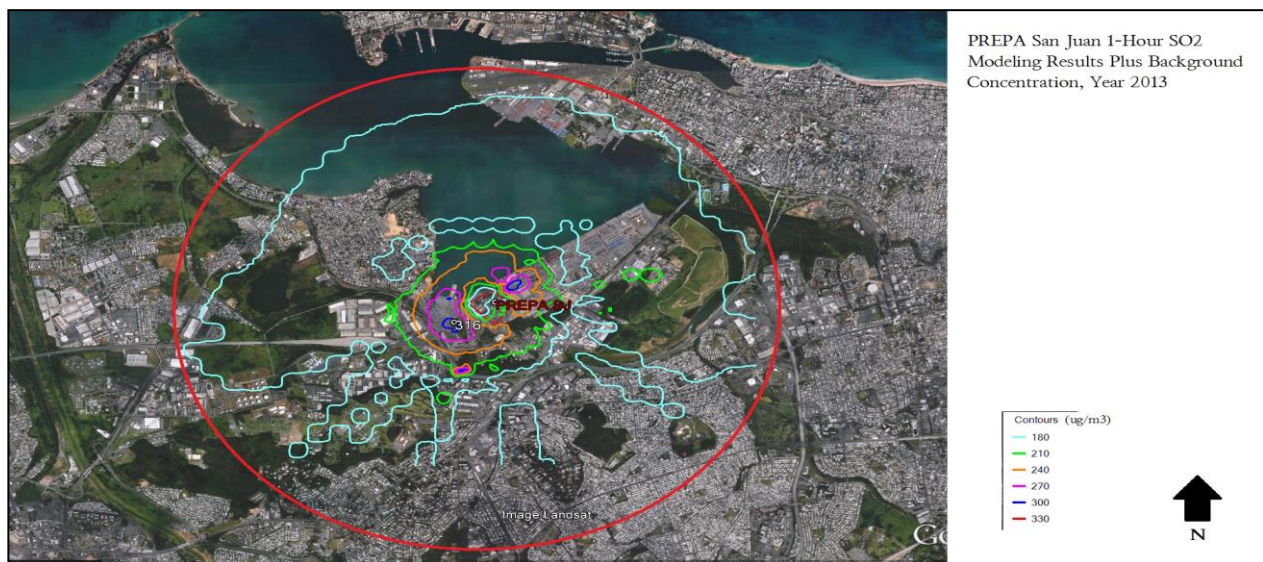 PREPA San Juan 1-Hour SO2
Modeling Results Plus Background
Concentration, Year 2013
316
Image Landsat
Contours (ug/m3)
180
210
240
270
300
330
N